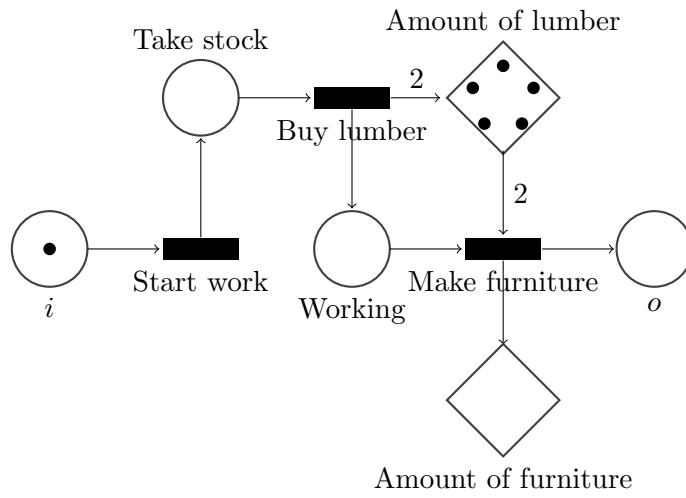 Amount of lumber
Take stock
2
Buy lumber
2
Start work
Make furniture
i
Working
o
Amount of furniture